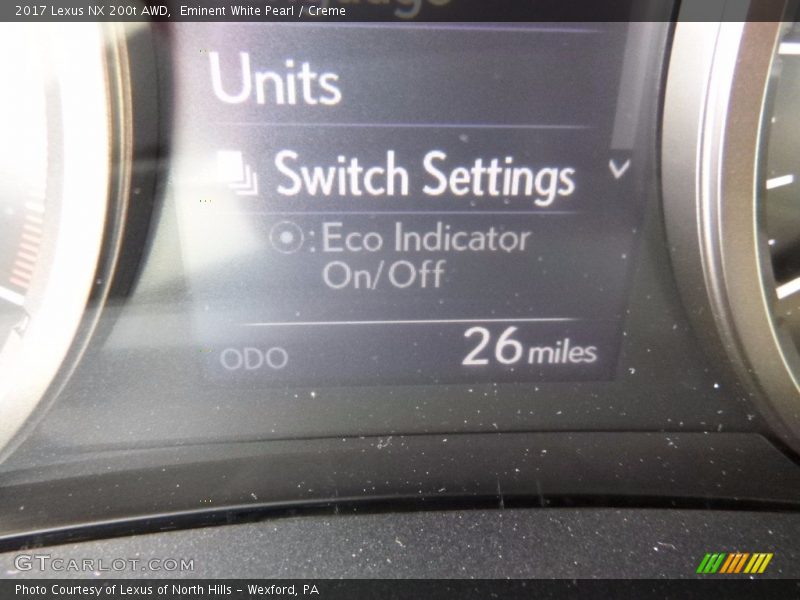 2017 Lexus NX 200t AWD, Eminent White Pearl / Creme
Units
Switch Settings
: Eco Indicator
On/Off
ODO 26 miles
GTCARLOT.COM
Photo Courtesy of Lexus of North Hills – Wexford, PA